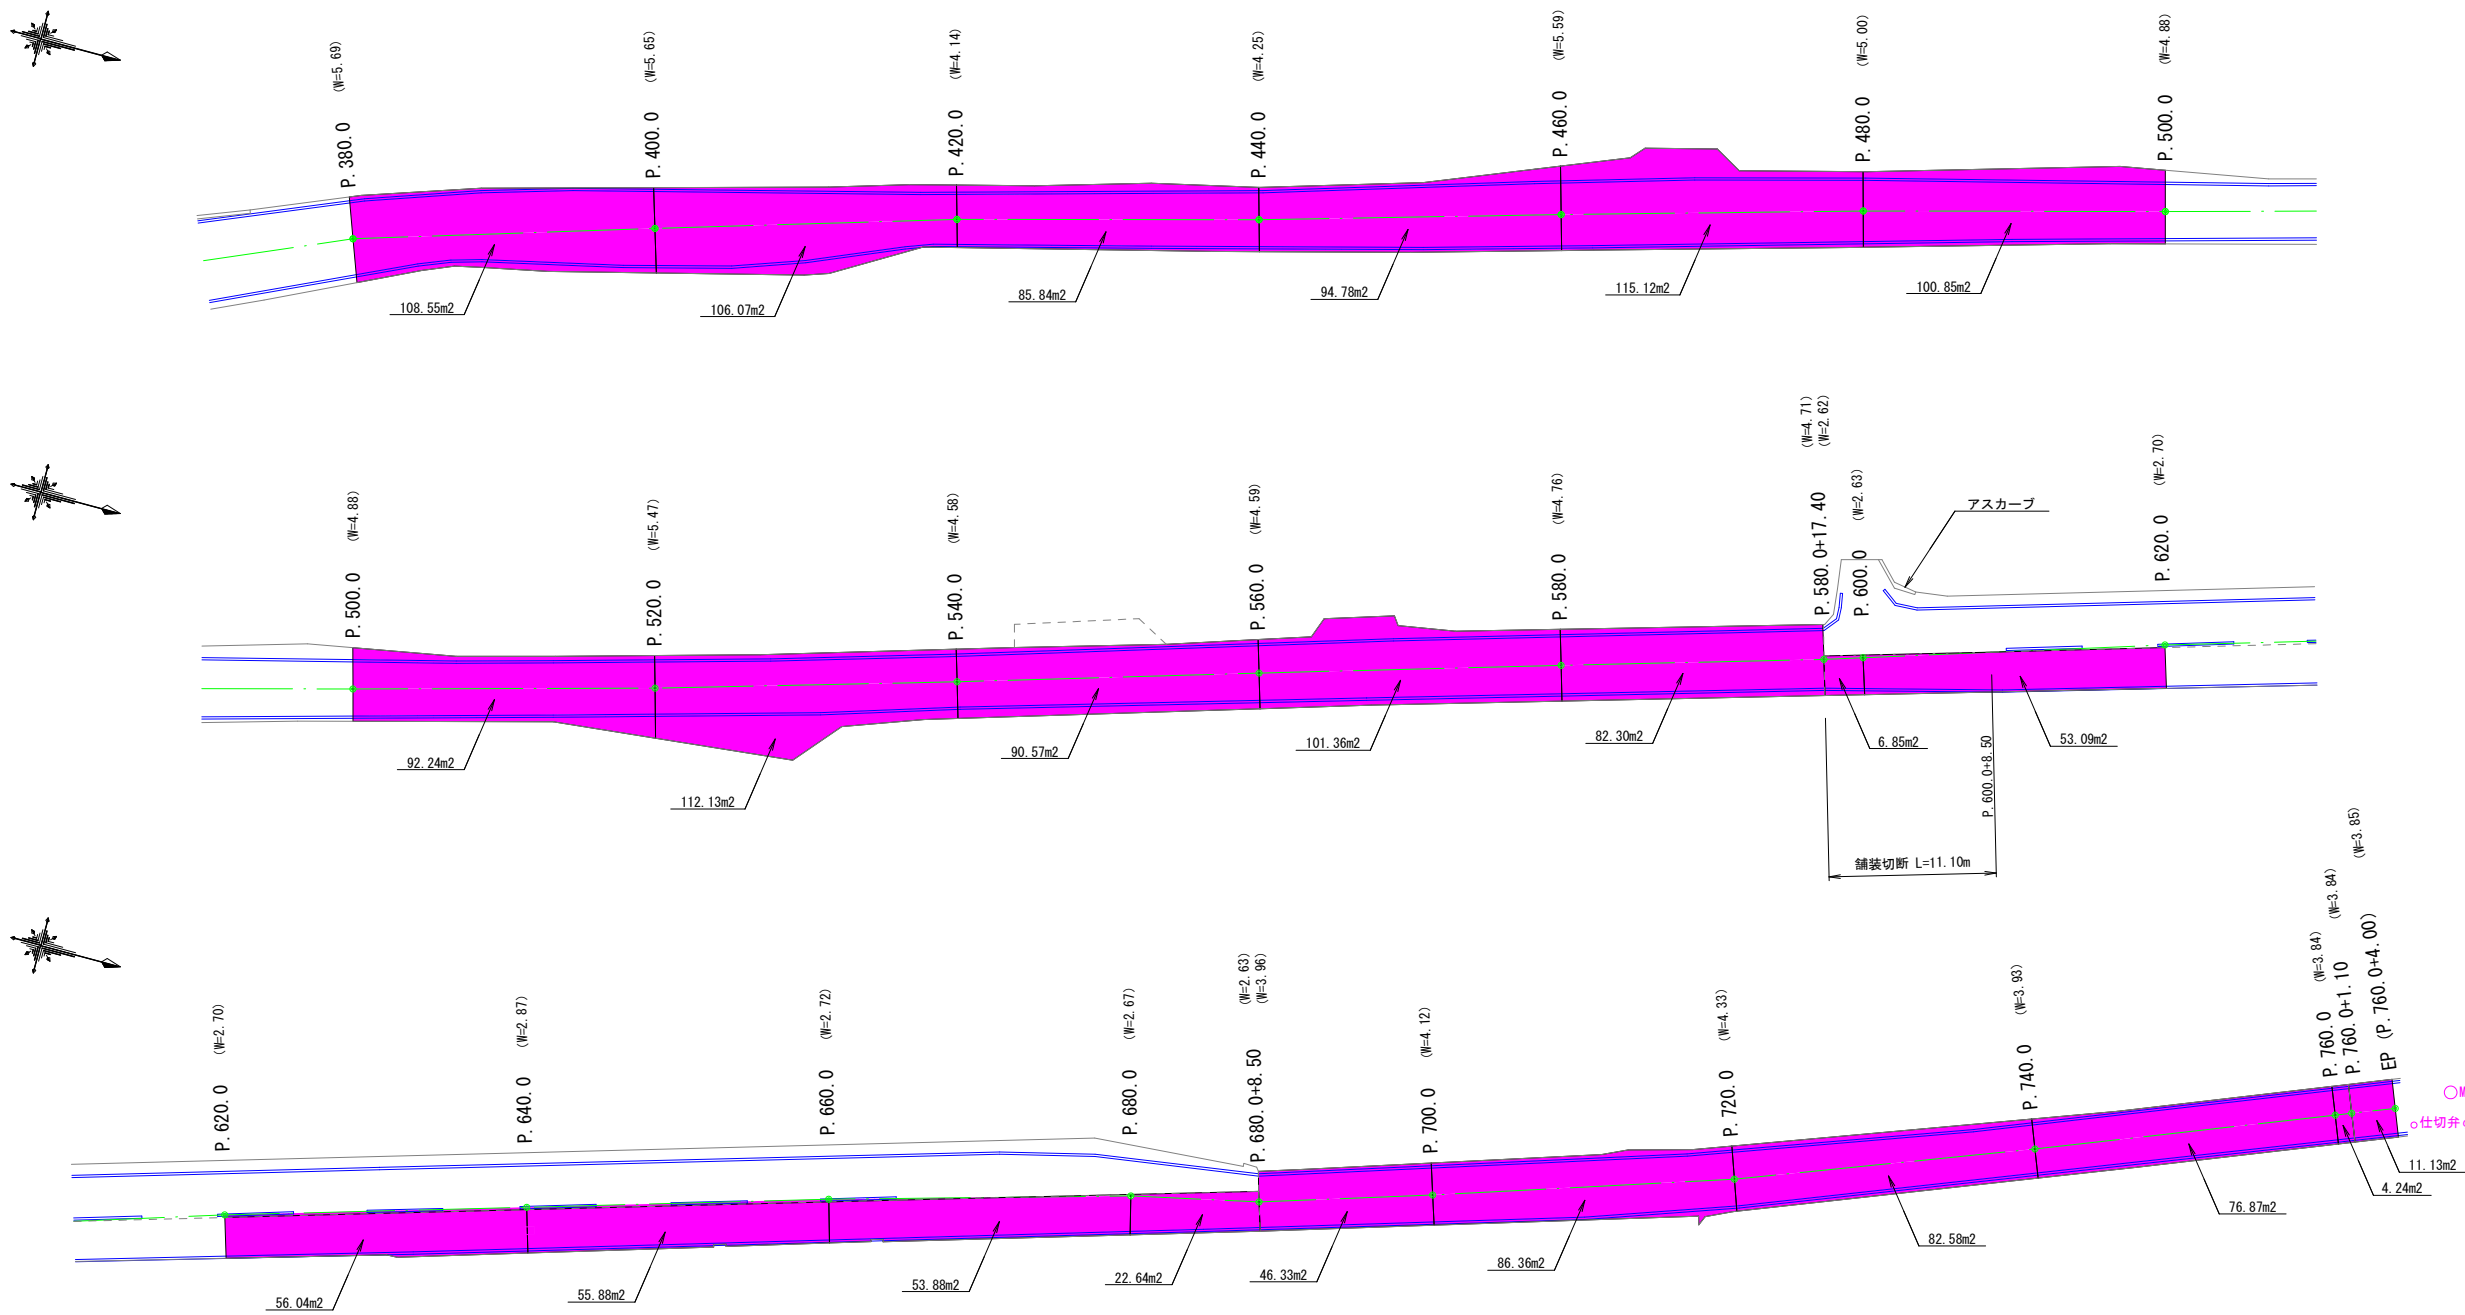 (W=5.69)
(W=5.65)
(W=4.14)
(W=4.25)
(W=5.59)
(W=5.00)
(W=4.88)
P.380.0
P.400.0
P.420.0
P.440.0
P.460.0
P.480.0
P.500.0
108.55m2
106.07m2
85.84m2
94.78m2
115.12m2
100.85m2
(W=4.88)
(W=5.47)
(W=4.58)
(W=4.59)
(W=4.76)
(W=4.71)
(W=2.62)
(W=2.63)
(W=2.70)
P.500.0
P.520.0
P.540.0
P.560.0
P.580.0
P.580.0+17.40
P.600.0
アスカーブ
P.620.0
92.24m2
112.13m2
90.57m2
101.36m2
82.30m2
6.85m2
P.600.0+8.50
53.09m2
舗装切断 L=11.10m
(W=2.70)
(W=2.87)
(W=2.72)
(W=2.67)
(W=2.63)
(W=3.96)
(W=4.12)
(W=4.33)
(W=3.93)
(W=3.84)
(W=3.84)
(W=3.85)
P.620.0
P.640.0
P.660.0
P.680.0
P.680.0+8.50
P.700.0
P.720.0
P.740.0
P.760.0
P.760.0+1.10
EP (P.760.0+4.00)
仕切弁
56.04m2
55.88m2
53.88m2
22.64m2
46.33m2
86.36m2
82.58m2
76.87m2
4.24m2
11.13m2